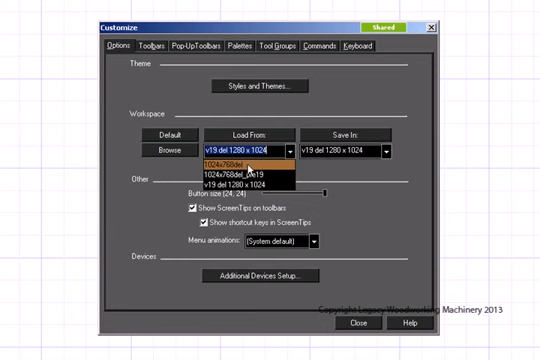 Customize
Shared
Options Toolbars Pop-UpToolbars Palettes Tool Groups Commands Keyboard
Theme
Styles and Themes...
Workspace
Default Load From: Save In:
Browse v19 del 1280 x 1024 v19 del 1280 x 1024
1024x768del
1024x768del_
v19 del 1280 x 1024
Other
Button size (24, 24)
Show ScreenTips on toolbars
Show shortcut keys in ScreenTips
Menu animations: (System default)
Devices
Additional Devices Setup...
Copyright Legacy Woodworking Machinery 2013
Close Help